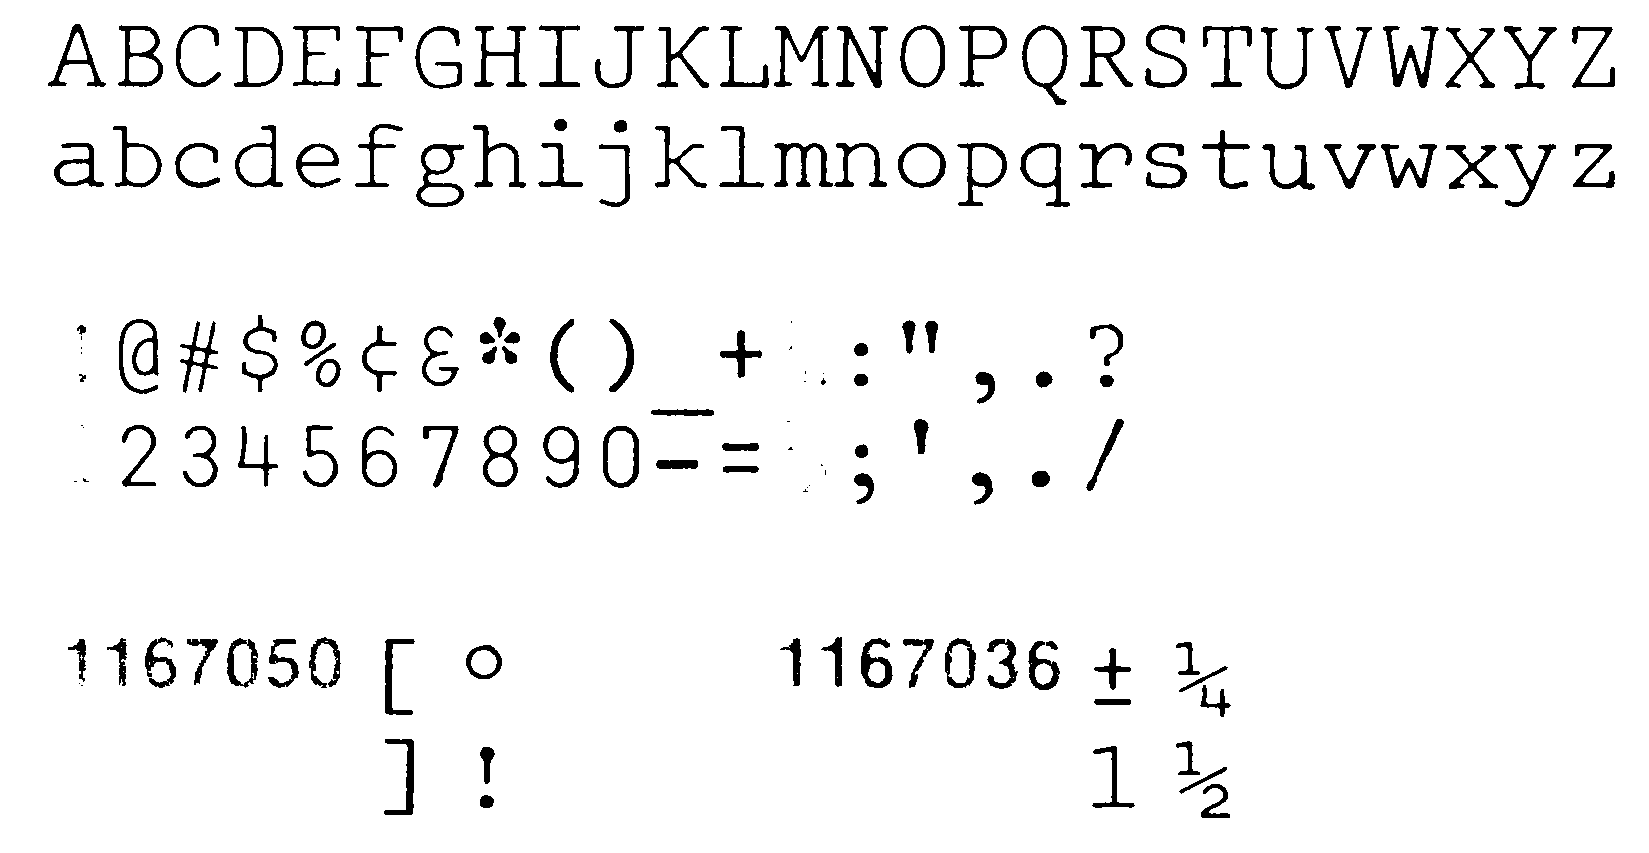 ABCDEFGHIJKLMNOPQRSTUVWXYZ
abcdefghijklmnopqrstuvwxyz
@#$%¢&*()_+ :",.?
234567890-= ;',./
1167050 [ ° 1167036 ± ¼
] ! 1 ½